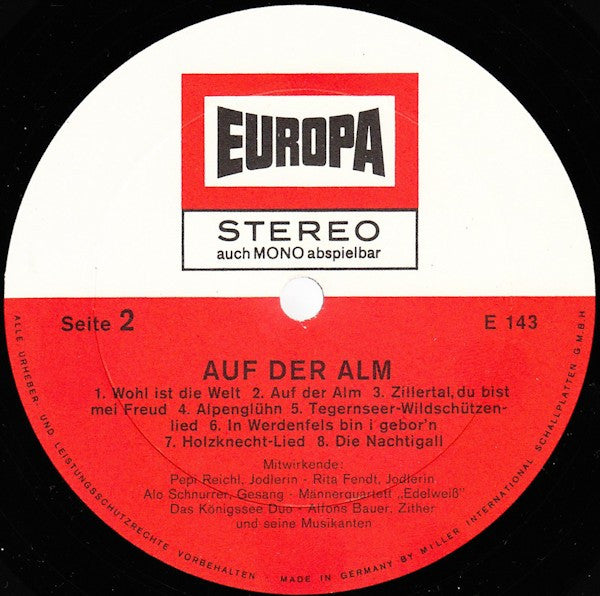 EUROPA
STEREO
auch MONO abspielbar
Seite 2
E 143
AUF DER ALM
1. Wohl ist die Welt 2. Auf der Alm 3. Zillertal, du bist
mei Freud 4. Alpenglühn 5. Tegernseer-Wildschützen-
lied 6. In Werdenfels bin i gebor'n
7. Holzknecht-Lied 8. Die Nachtigall
Mitwirkende:
Pepi Reichl, Jodlerin - Rita Fendt, Jodlerin
Alo Schnurrer, Gesang - Männerquartett „Edelweiß"
Das Königssee Duo - Alfons Bauer, Zither
und seine Musikanten
ALLE URHEBER- UND LEISTUNGSSCHUTZRECHTE VORBEHALTEN - MADE IN GERMANY BY MILLER INTERNATIONAL SCHALLPLATTEN G.M.B.H